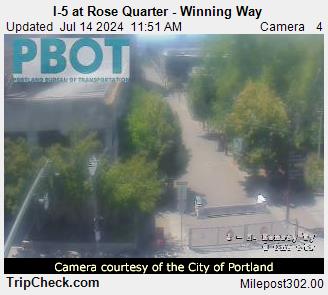 I-5 at Rose Quarter - Winning Way
Updated Jul 14 2024 11:51 AM Camera 4
PBOT
PORTLAND BUREAU OF TRANSPORTATION
Camera courtesy of the City of Portland
TripCheck.com Milepost302.00